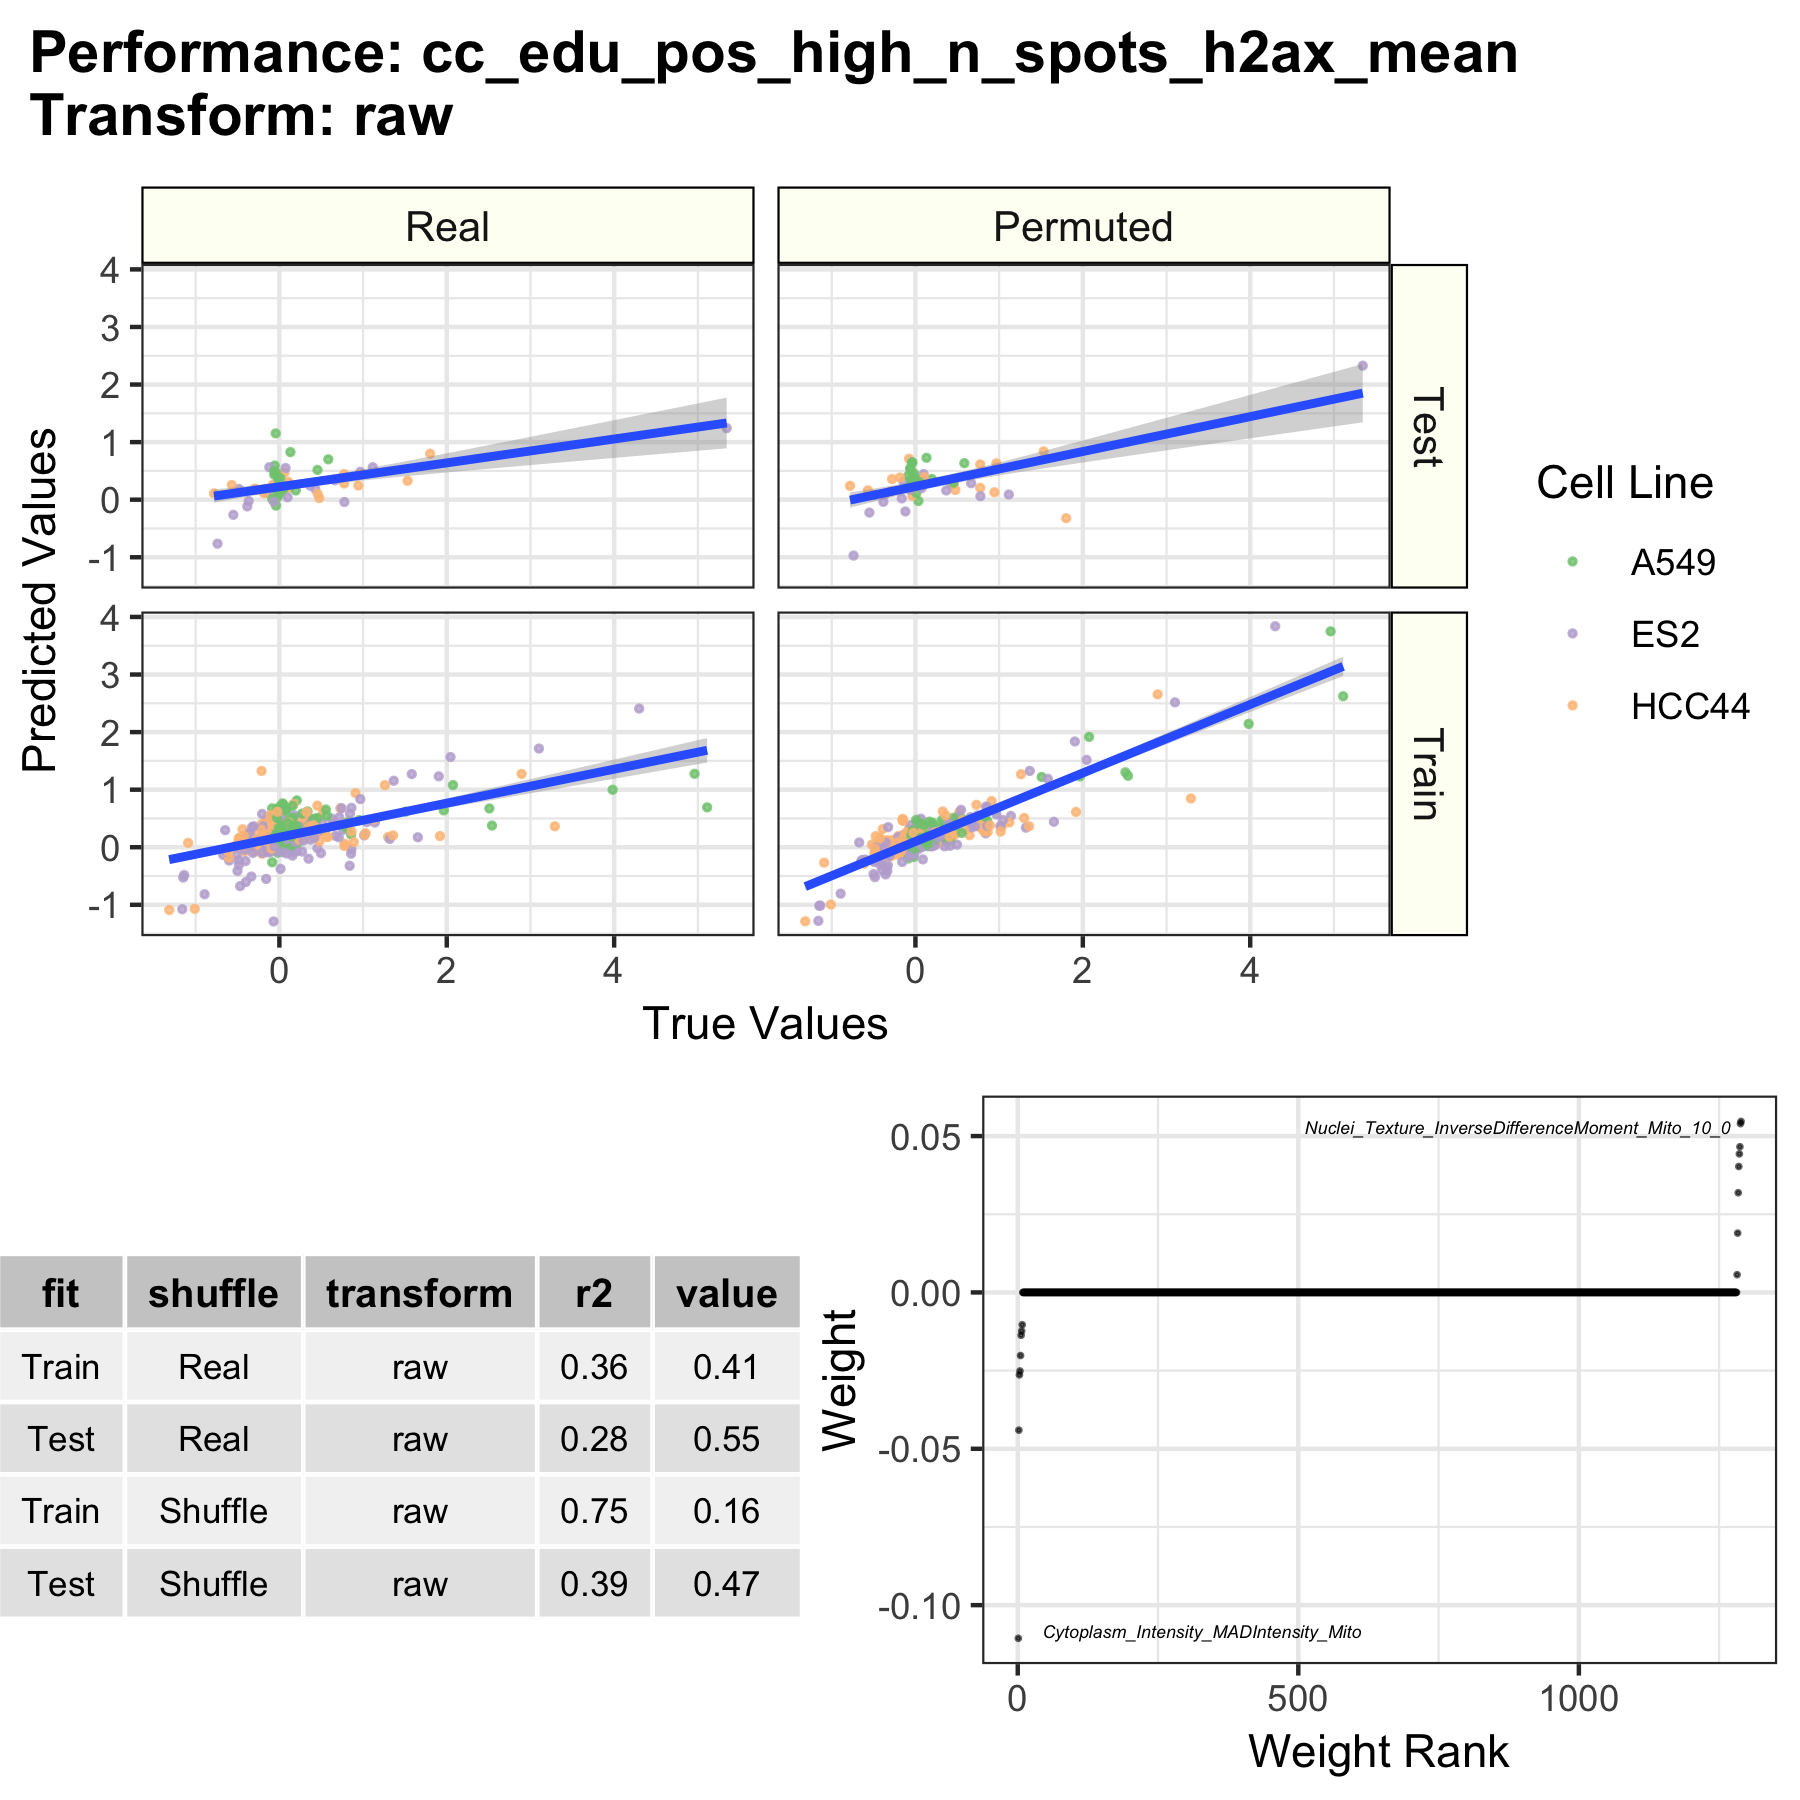 Performance: cc_edu_pos_high_n_spots_h2ax_mean
Transform: raw
Real
Permuted
4
3
2
1
0
-1
Test
4
3
2
1
0
-1
Train
Predicted Values
0
2
4
0
2
4
True Values
Cell Line
A549
ES2
HCC44
fit shuffle transform r2 value
Train Real raw 0.36 0.41
Test Real raw 0.28 0.55
Train Shuffle raw 0.75 0.16
Test Shuffle raw 0.39 0.47
Weight
0.05
0.00
-0.05
-0.10
Nuclei_Texture_InverseDifferenceMoment_Mito_10_0
Cytoplasm_Intensity_MADIntensity_Mito
0
500
1000
Weight Rank